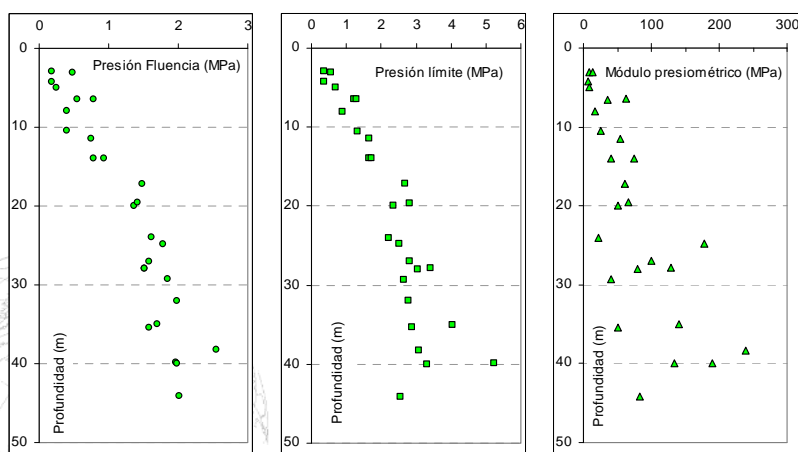 0 1 2 3
0
10
20
30
40
50
Presión Fluencia (MPa)
Profundidad (m)
0 1 2 3 4 5 6
0
10
20
30
40
50
Presión límite (MPa)
Profundidad (m)
0 100 200 300
0
10
20
30
40
50
Módulo presiométrico (MPa)
Profundidad (m)